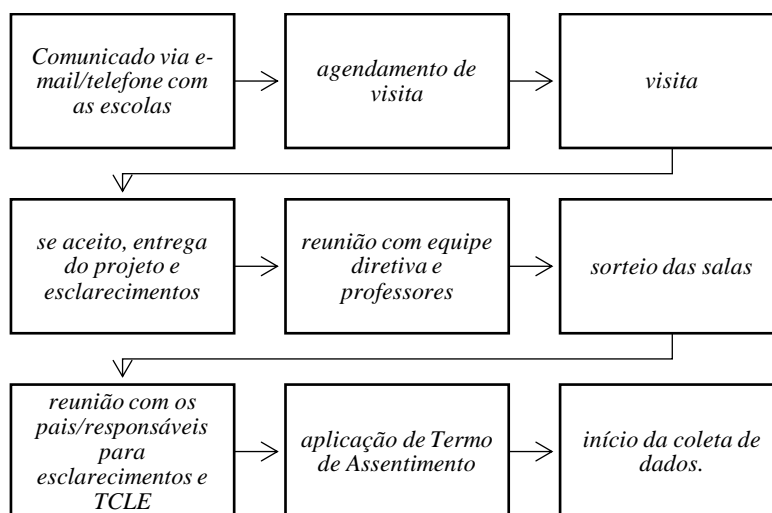 Comunicado via e-
mail/telefone com
as escolas
agendamento de
visita
visita
se aceito, entrega
do projeto e
esclarecimentos
reunião com equipe
diretiva e
professores
sorteio das salas
reunião com os
pais/responsáveis
para
esclarecimentos e
TCLE
aplicação de Termo
de Assentimento
início da coleta de
dados.